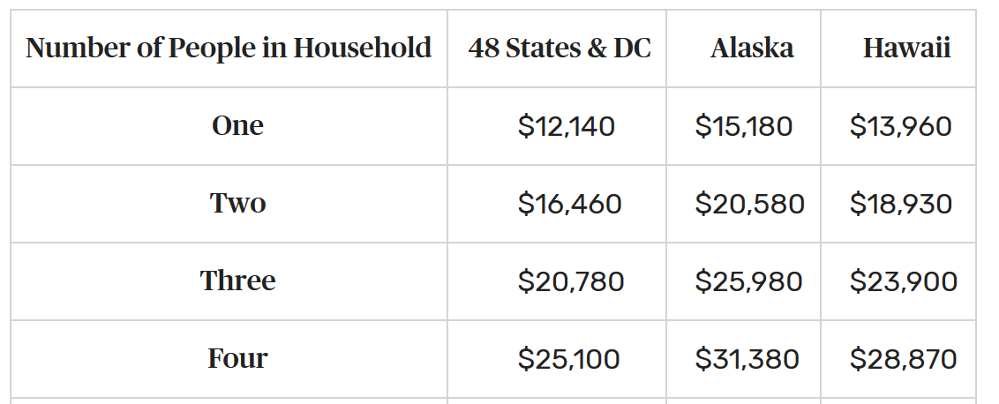 Number of People in Household 48 States & DC Alaska Hawaii
One $12,140 $15,180 $13,960
Two $16,460 $20,580 $18,930
Three $20,780 $25,980 $23,900
Four $25,100 $31,380 $28,870